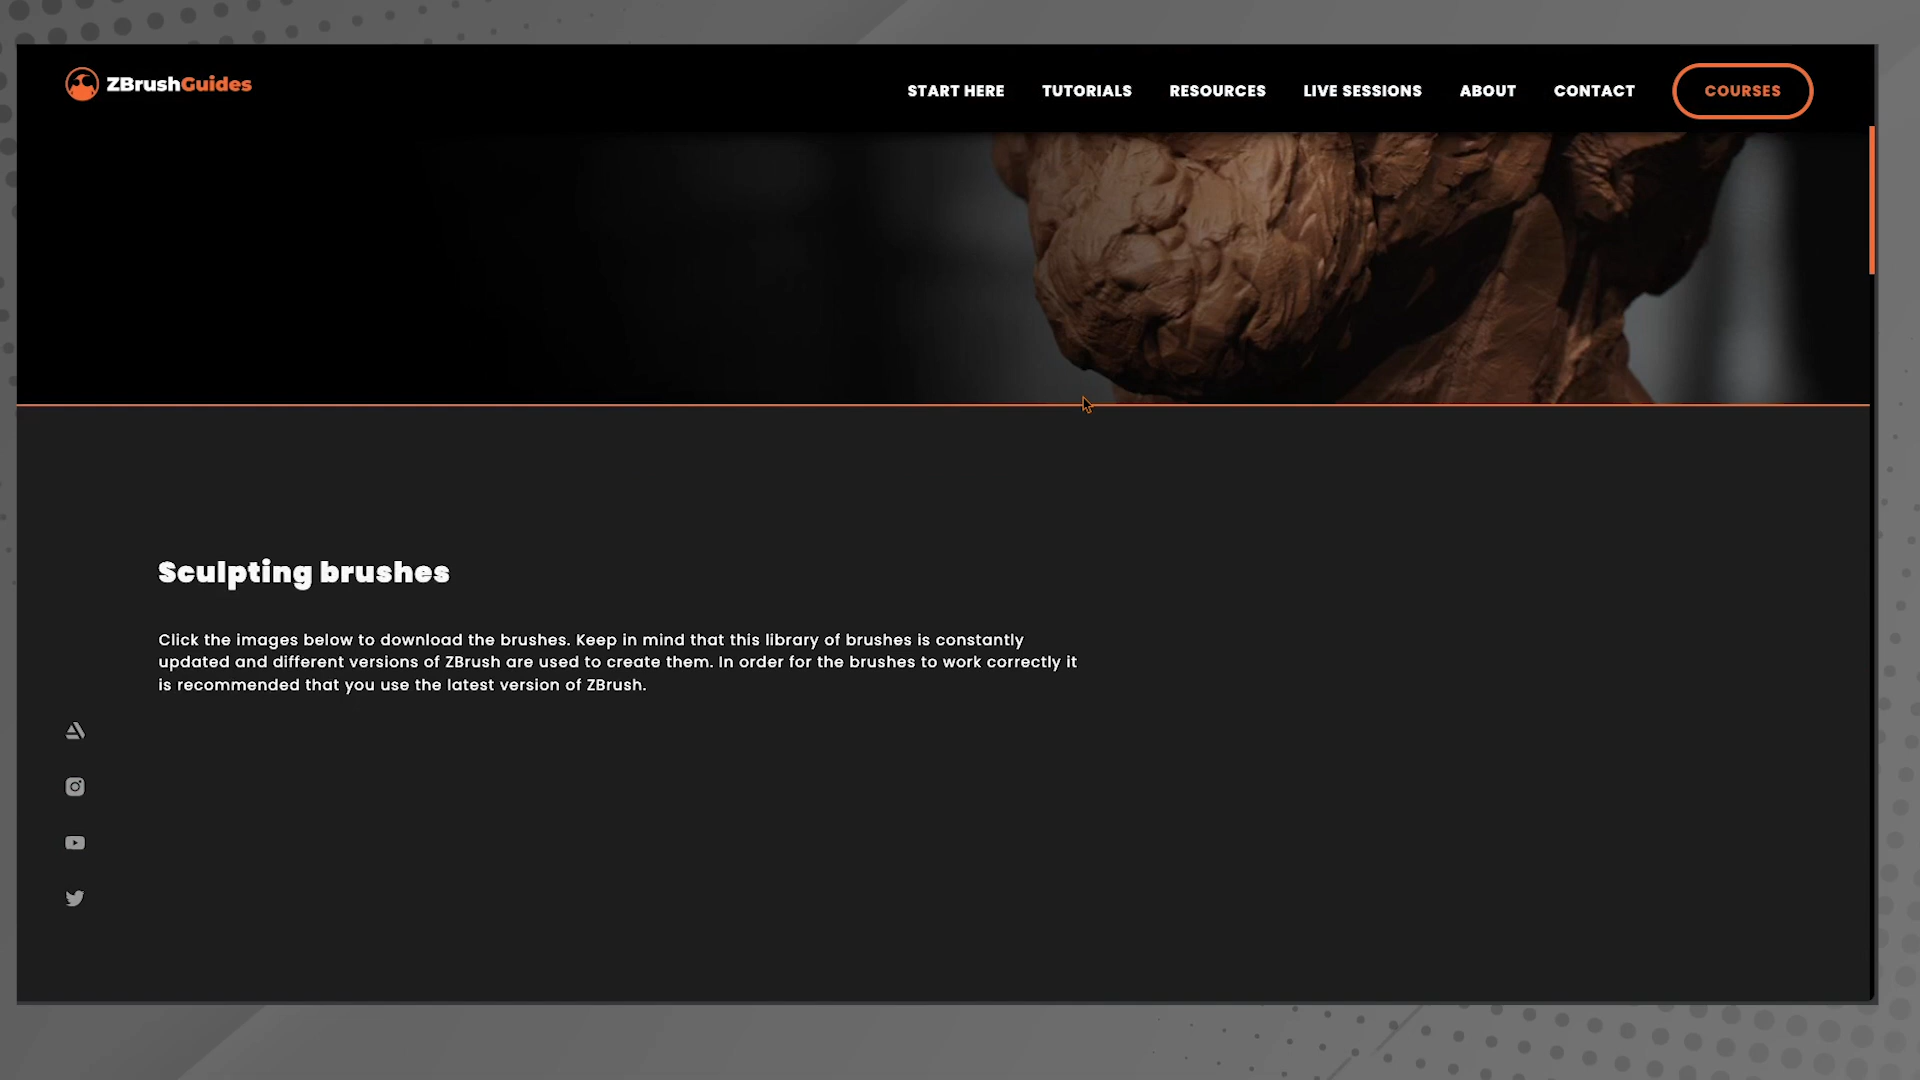 ZBrushGuides
START HERE
TUTORIALS
RESOURCES
LIVE SESSIONS
ABOUT
CONTACT
COURSES
Sculpting brushes
Click the images below to download the brushes. Keep in mind that this library of brushes is constantly
updated and different versions of ZBrush are used to create them. In order for the brushes to work correctly it
is recommended that you use the latest version of ZBrush.